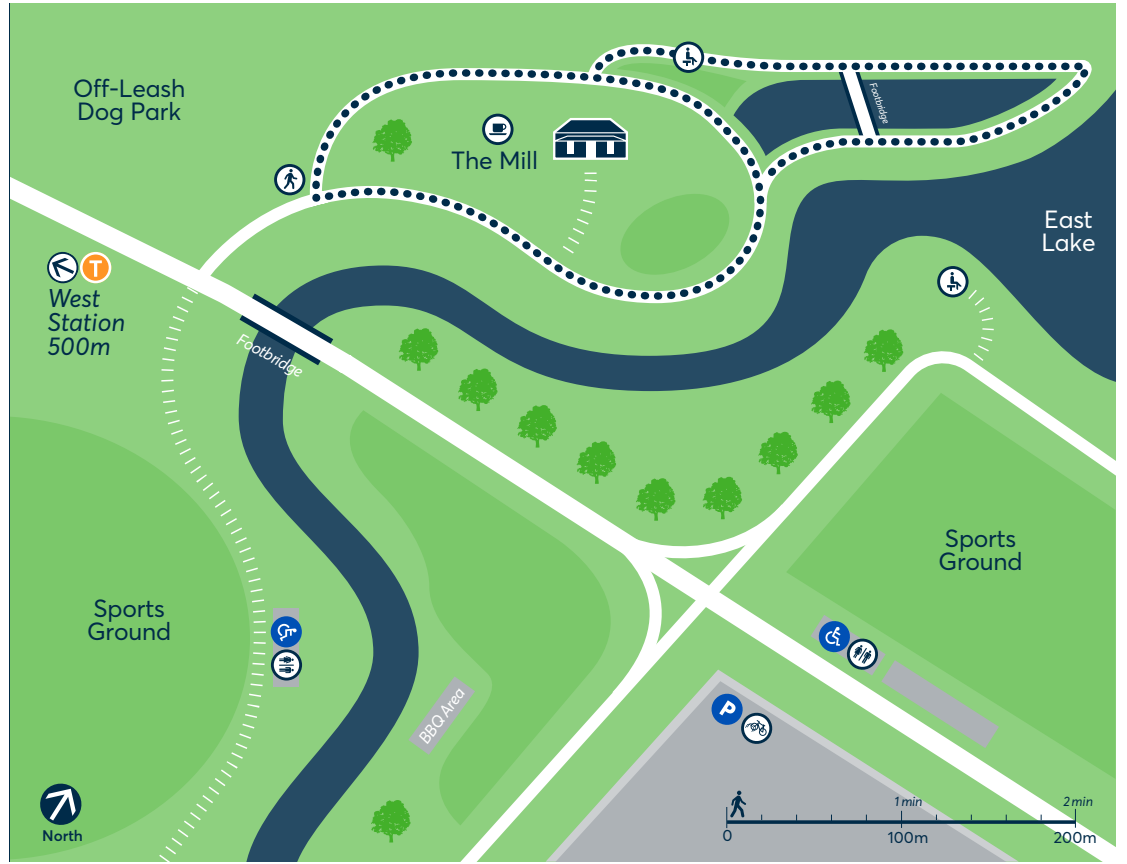 Off-Leash
Dog Park
The Mill
Footbridge
East
Lake
T
West
Station
500m
Footbridge
Sports
Ground
Sports
Ground
BBQ Area
P
North
1 min
2 min
0
100m
200m